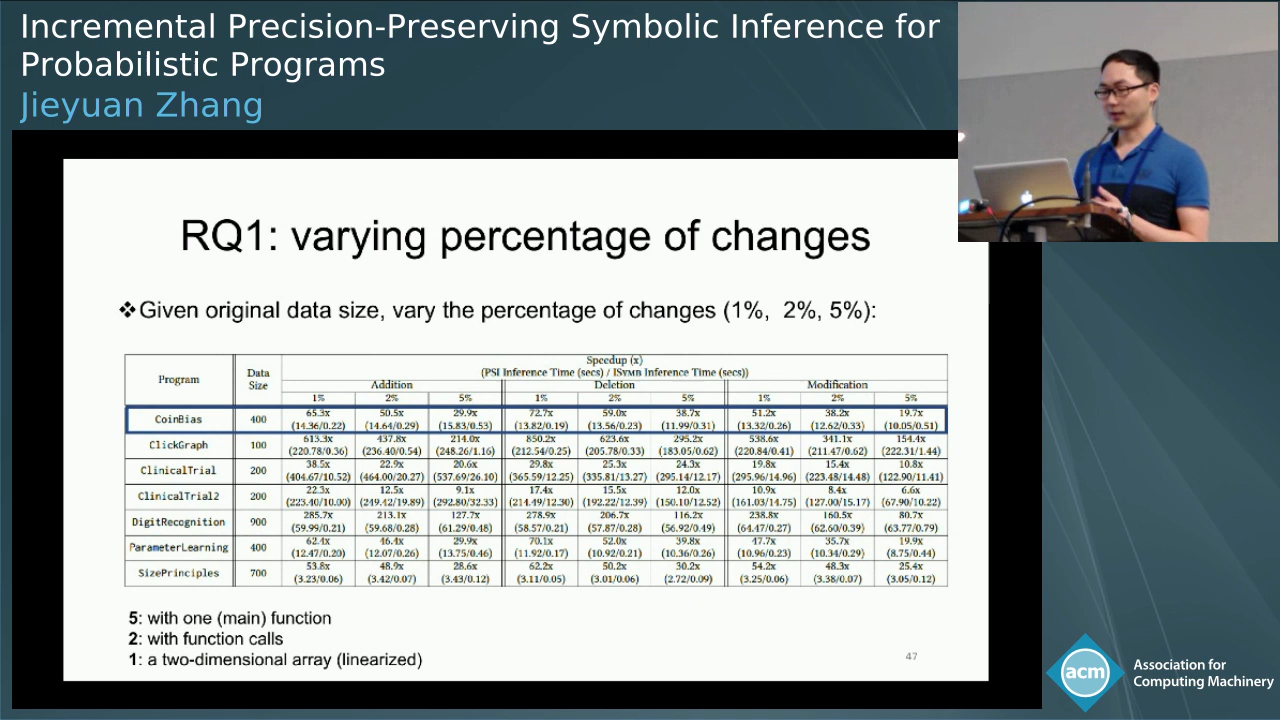 Incremental Precision-Preserving Symbolic Inference for
Probabilistic Programs
Jieyuan Zhang
RQ1: varying percentage of changes
❖Given original data size, vary the percentage of changes (1%, 2%, 5%):
Program Data Size Speedup (x)
(PSI Inference Time (secs) / ISYMB Inference Time (secs))
Addition Deletion Modification
1% 2% 5% 1% 2% 5% 1% 2% 5%
CoinBias 400 65.3x 50.5x 29.9x 72.7x 59.0x 38.7x 51.2x 38.2x 19.7x
(14.36/0.22) (14.64/0.29) (15.83/0.53) (13.82/0.19) (13.56/0.23) (11.99/0.31) (13.32/0.26) (12.62/0.33) (10.05/0.51)
ClickGraph 100 613.3x 437.8x 214.0x 850.2x 623.6x 295.2x 538.6x 341.1x 154.4x
(220.78/0.36) (236.40/0.54) (248.26/1.16) (212.54/0.25) (205.78/0.33) (183.05/0.62) (220.84/0.41) (211.47/0.62) (222.31/1.44)
ClinicalTrial 200 38.5x 22.9x 20.6x 29.8x 25.3x 24.3x 19.8x 15.4x 10.8x
(404.67/10.52) (464.00/20.27) (537.69/26.10) (365.59/12.25) (335.81/13.27) (295.14/12.17) (295.96/14.96) (223.48/14.48) (122.90/11.41)
ClinicalTrial2 200 22.3x 12.5x 9.1x 17.4x 15.5x 12.0x 10.9x 8.4x 6.6x
(223.40/10.00) (249.42/19.89) (292.80/32.33) (214.49/12.30) (192.22/12.39) (150.10/12.52) (161.03/14.75) (127.00/15.17) (67.90/10.22)
DigitRecognition 900 285.7x 213.1x 127.7x 278.9x 206.7x 116.2x 238.8x 160.5x 80.7x
(59.99/0.21) (59.68/0.28) (61.29/0.48) (58.57/0.21) (57.87/0.28) (56.92/0.49) (64.47/0.27) (62.60/0.39) (63.77/0.79)
ParameterLearning 400 62.4x 46.4x 29.9x 70.1x 52.0x 39.8x 47.7x 35.7x 19.9x
(12.47/0.20) (12.07/0.26) (13.75/0.46) (11.92/0.17) (10.92/0.21) (10.36/0.26) (10.96/0.23) (10.34/0.29) (8.75/0.44)
SizePrinciples 700 53.8x 48.9x 28.6x 62.2x 50.2x 30.2x 54.2x 48.3x 25.4x
(3.23/0.06) (3.42/0.07) (3.43/0.12) (3.11/0.05) (3.01/0.06) (2.72/0.09) (3.25/0.06) (3.38/0.07) (3.05/0.12)
5: with one (main) function
2: with function calls
1: a two-dimensional array (linearized)
47
acm
Association for
Computing Machinery